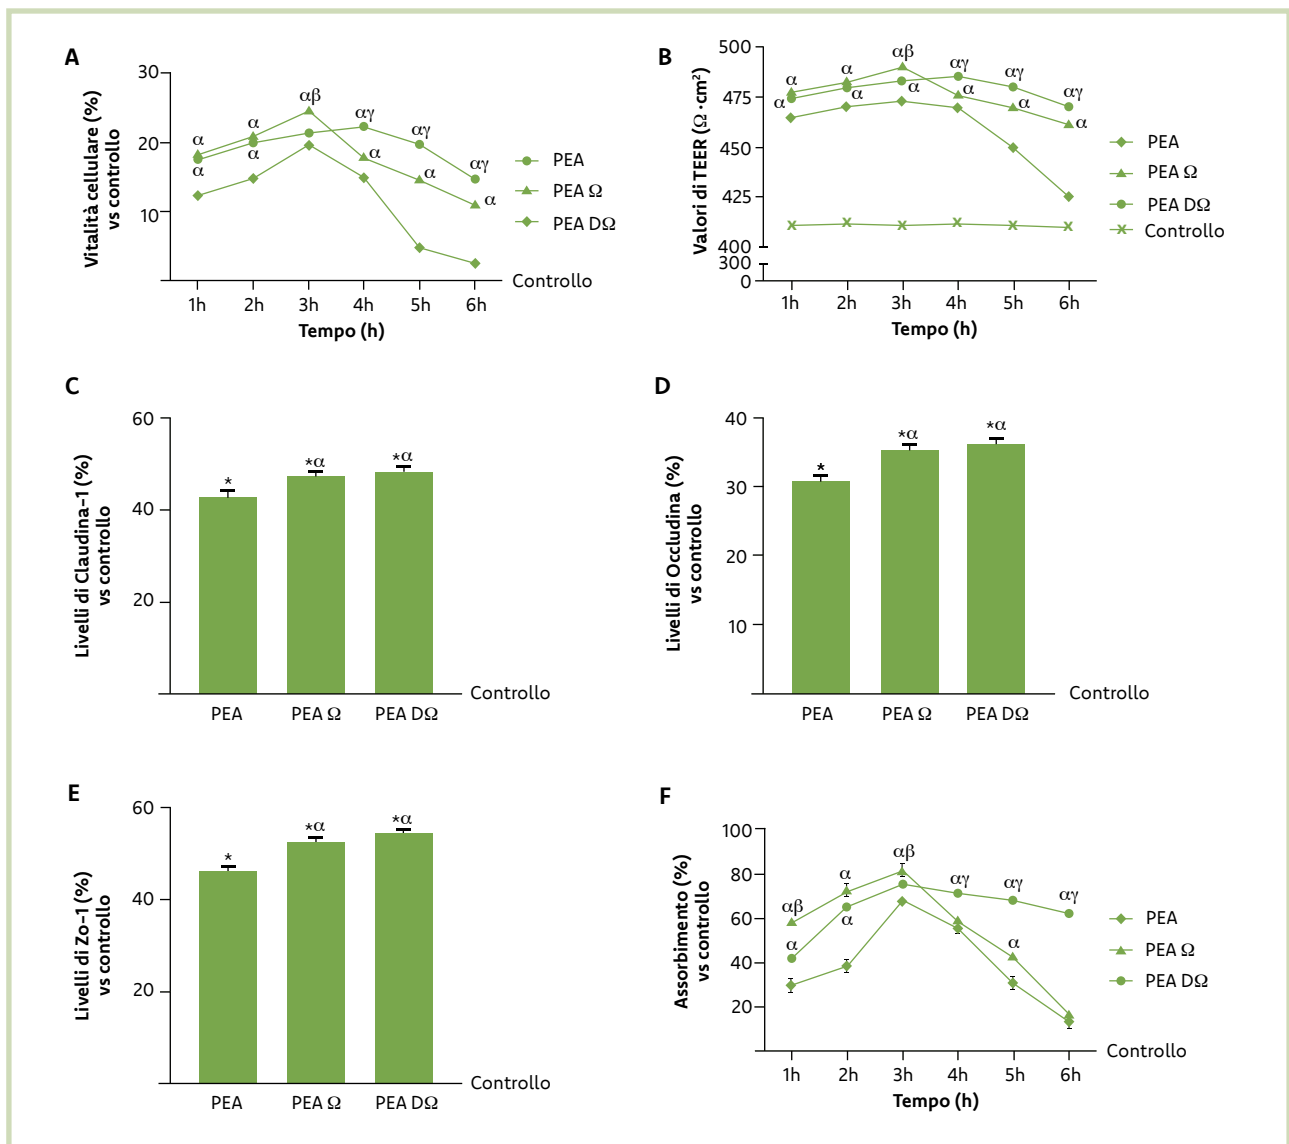 A
Vitalità cellulare (%)
vs controllo
30
20
10
α
α
αβ
αγ
αγ
αγ
α
α
α
α
α
PEA
PEA Ω
PEA DΩ
Controllo
1h 2h 3h 4h 5h 6h
Tempo (h)
B
Valori di TEER (Ω·cm²)
500
475
450
425
400
300
0
α
α
αβ
αγ
αγ
αγ
α
α
α
α
α
α
PEA
PEA Ω
PEA DΩ
Controllo
1h 2h 3h 4h 5h 6h
Tempo (h)
C
Livelli di Claudina-1 (%)
vs controllo
60
40
20
*
*α
*α
Controllo
PEA PEA Ω PEA DΩ
D
Livelli di Occludina (%)
vs controllo
40
30
20
10
*
*α
*α
Controllo
PEA PEA Ω PEA DΩ
E
Livelli di Zo-1 (%)
vs controllo
60
40
20
*
*α
*α
Controllo
PEA PEA Ω PEA DΩ
F
Assorbimento (%)
vs controllo
100
80
60
40
20
αβ
α
αβ
αγ
αγ
αγ
α
α
α
PEA
PEA Ω
PEA DΩ
Controllo
1h 2h 3h 4h 5h 6h
Tempo (h)